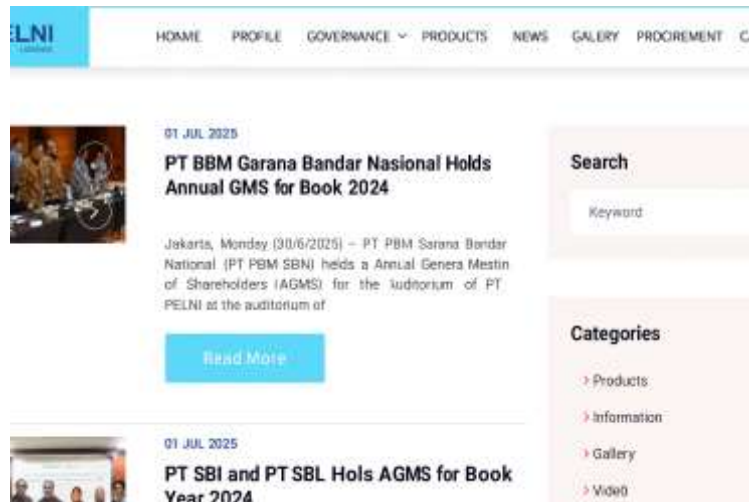 ELNI
HOMME PROFILE GOVERNANCE PRODUCTS NEWS GALERY PROCIREMENT
01 JUL 2025
PT BBM Garana Bandar Nasional Holds
Annual GMS for Book 2024
Jakarta, Monday (30/6/2025) – PT PBM Sarana Bandar
National (PT PBM SBN) helds a Annual Genera Mestin
of Shareholders (AGMS) for the of PT
PELNI at the auditorium of
Read More
Search
Keyword
Categories
Products
Information
Gallery
Video
01 JUL 2025
PT SBI and PT SBL Hols AGMS for Book
Year 2024